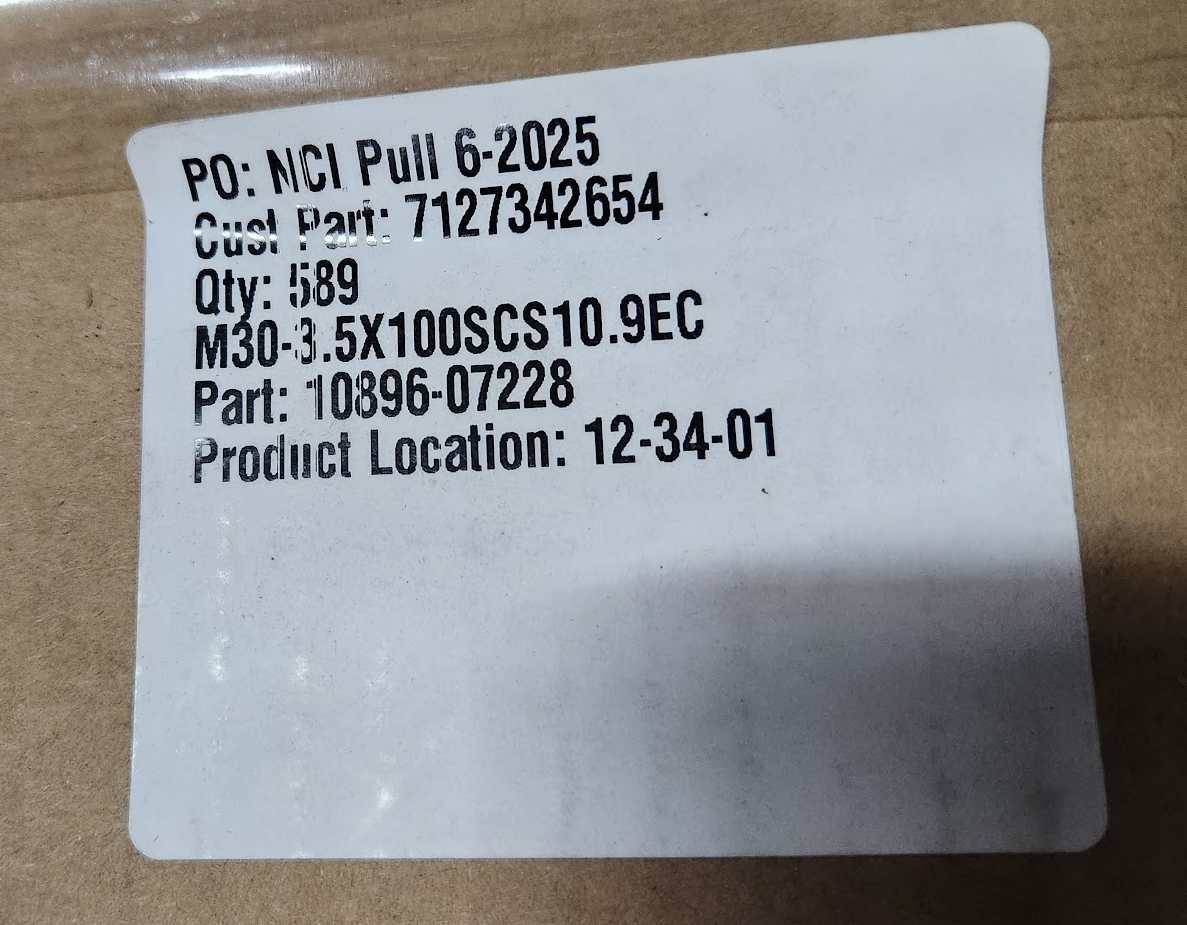 PO: NCI Pull 6-2025
Cust Part: 7127342654
Qty: 589
M30-3.5X100SCS10.9EC
Part: 10896-07228
Product Location: 12-34-01